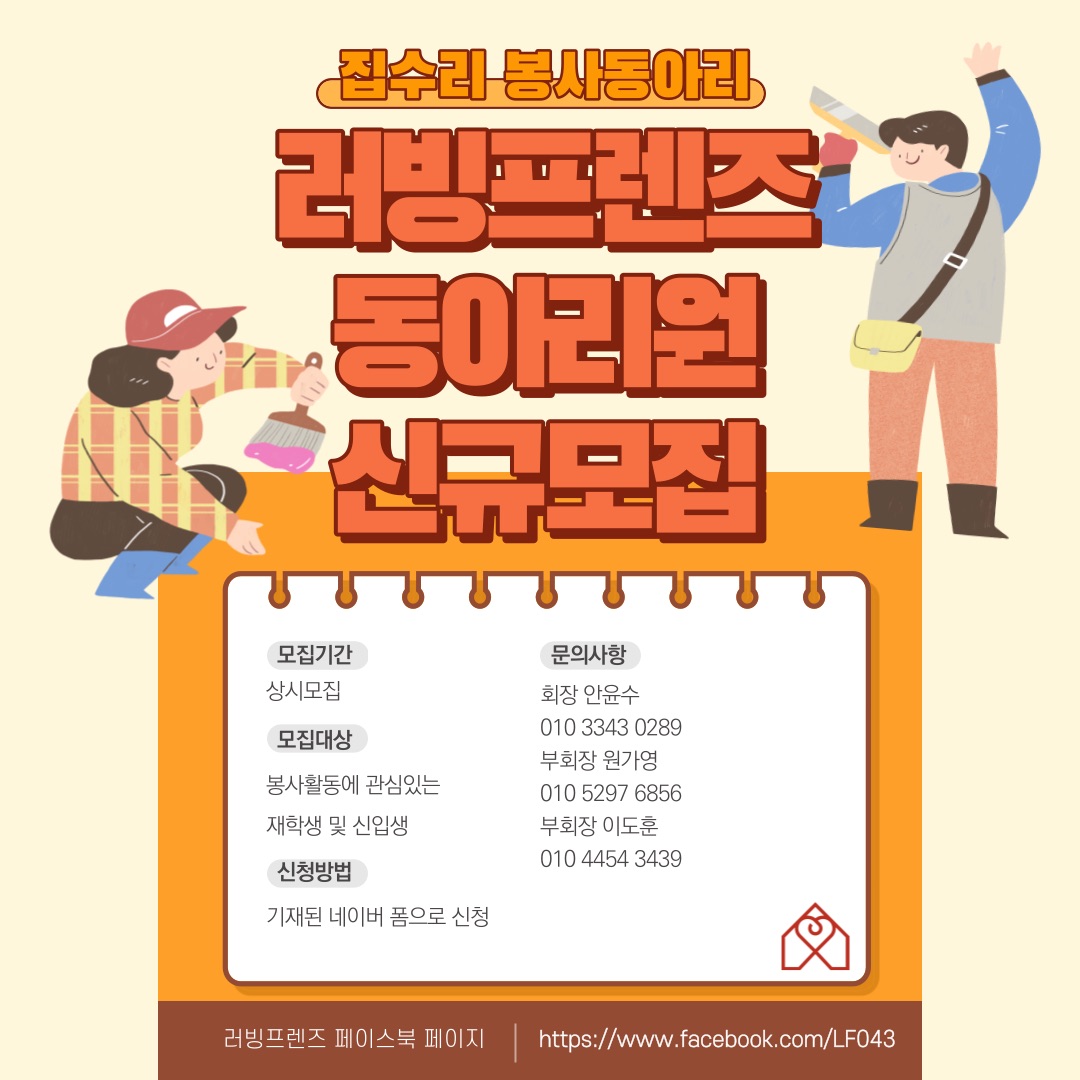 집수리 봉사동아리
러빙프렌즈
동아리원
신규모집
모집기간
상시모집
모집대상
봉사활동에 관심있는
재학생 및 신입생
신청방법
기재된 네이버 폼으로 신청
문의사항
회장 안윤수
010 3343 0289
부회장 원가영
010 5297 6856
부회장 이도훈
010 4454 3439
러빙프렌즈 페이스북 페이지
https://www.facebook.com/LF043